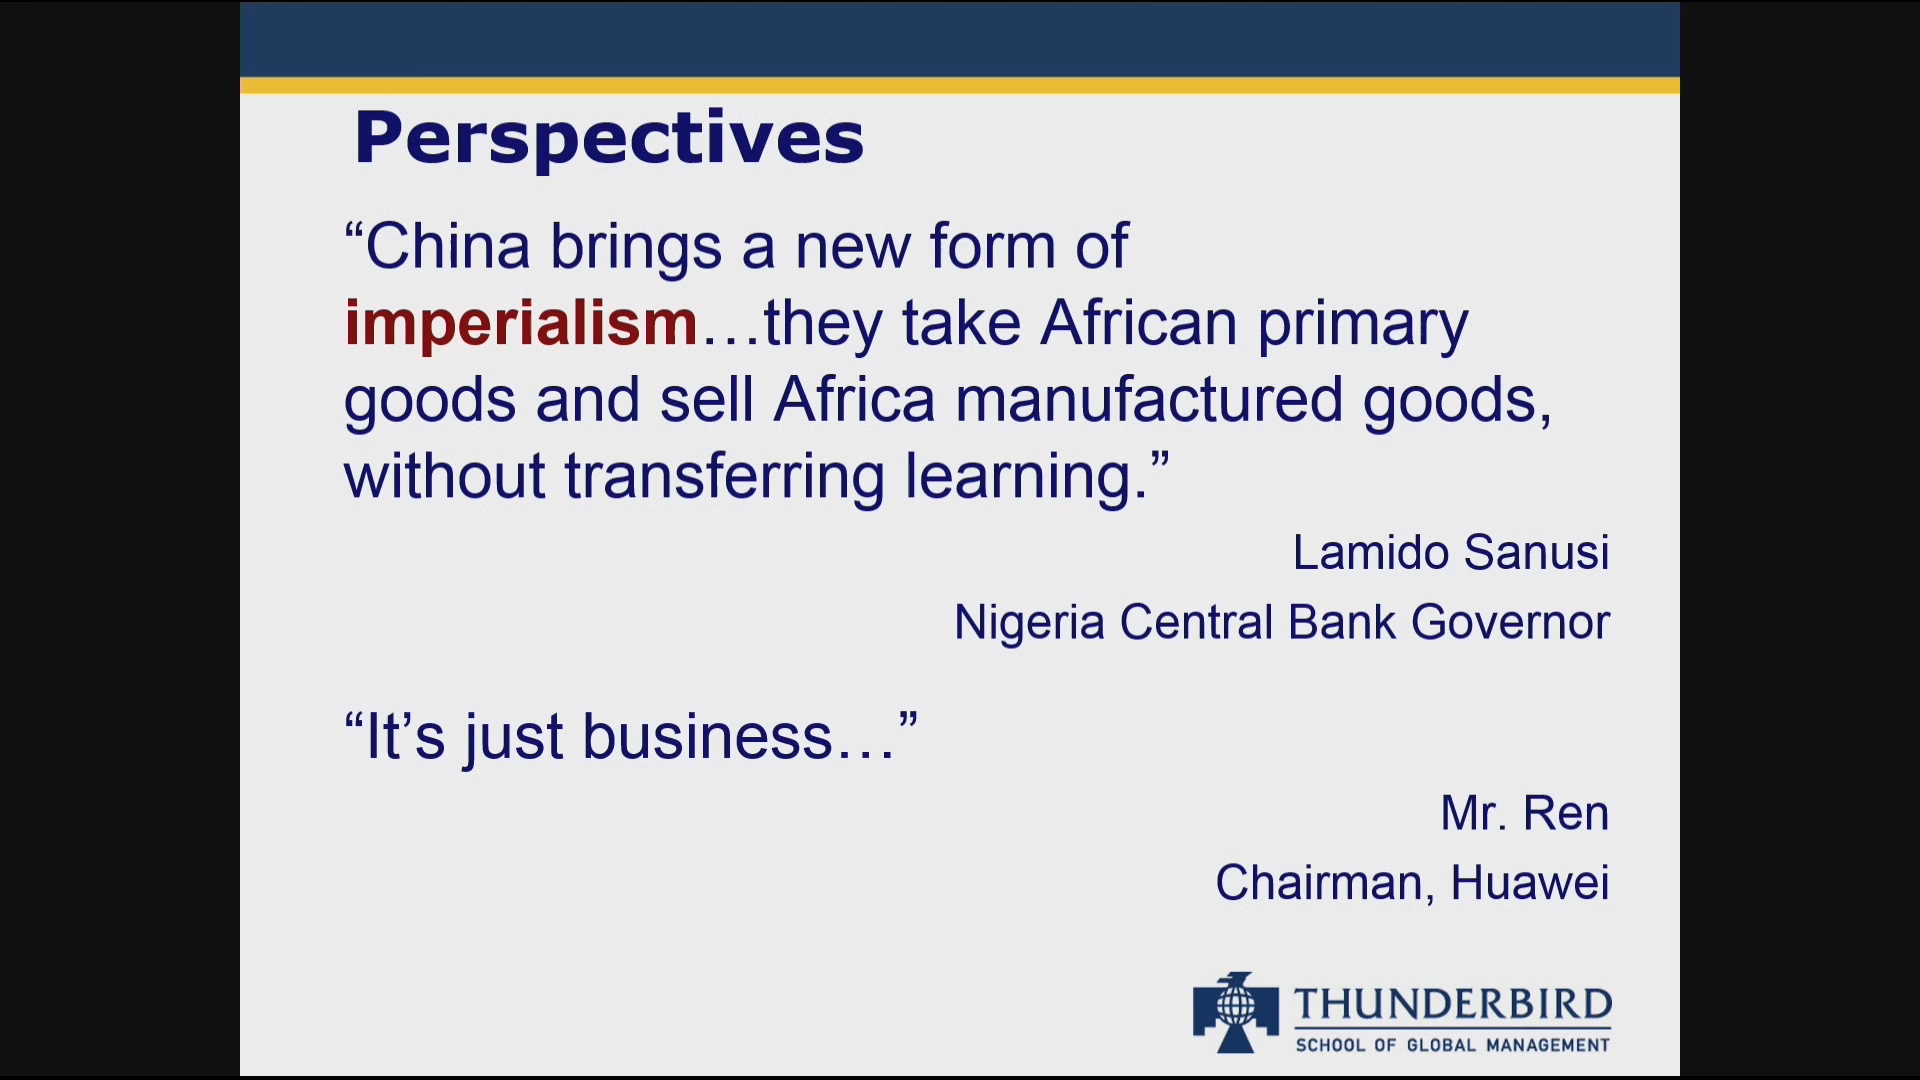 Perspectives
“China brings a new form of
imperialism…they take African primary
goods and sell Africa manufactured goods,
without transferring learning.”
Lamido Sanusi
Nigeria Central Bank Governor
“It’s just business…”
Mr. Ren
Chairman, Huawei
THUNDERBIRD
SCHOOL OF GLOBAL MANAGEMENT